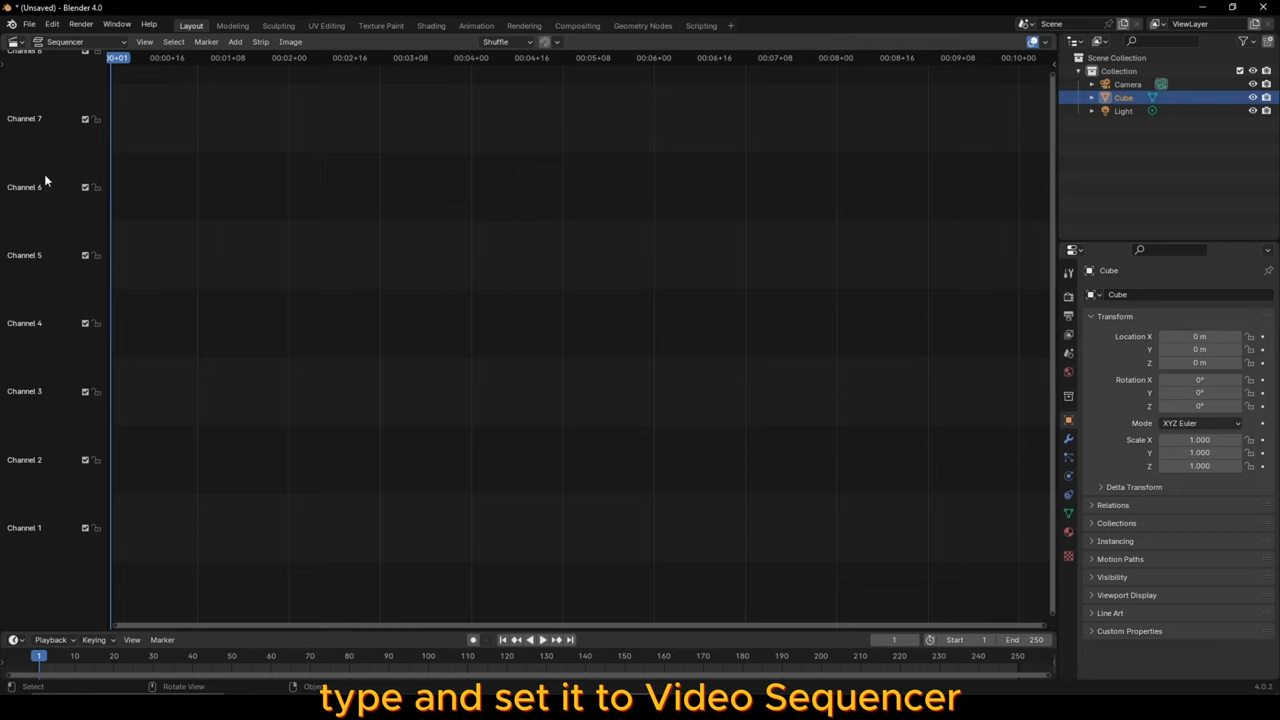 * (Unsaved) - Blender 4.0
File Edit Render Window Help Layout Modeling Sculpting UV Editing Texture Paint Shading Animation Rendering Compositing Geometry Nodes Scripting + Scene ViewLayer
Sequencer View Select Marker Add Strip Image Shuffle
00+01 00:00+16 00:01+08 00:02+00 00:02+16 00:03+08 00:04+00 00:04+16 00:05+08 00:06+00 00:06+16 00:07+08 00:08+00 00:08+16 00:09+08 00:10+00
Channel 8
Channel 7
Channel 6
Channel 5
Channel 4
Channel 3
Channel 2
Channel 1
Scene Collection
Collection
Camera
Cube
Light
Cube
Cube
Transform
Location X 0 m
Y 0 m
Z 0 m
Rotation X 0°
Y 0°
Z 0°
Mode XYZ Euler
Scale X 1.000
Y 1.000
Z 1.000
Delta Transform
Relations
Collections
Instancing
Motion Paths
Visibility
Viewport Display
Line Art
Custom Properties
Playback Keying View Marker 1 Start 1 End 250
1 10 20 30 40 50 60 70 80 90 100 110 120 130 140 150 160 170 180 190 200 210 220 230 240 250
Select Rotate View Obje 4.0.2
type and set it to Video Sequencer